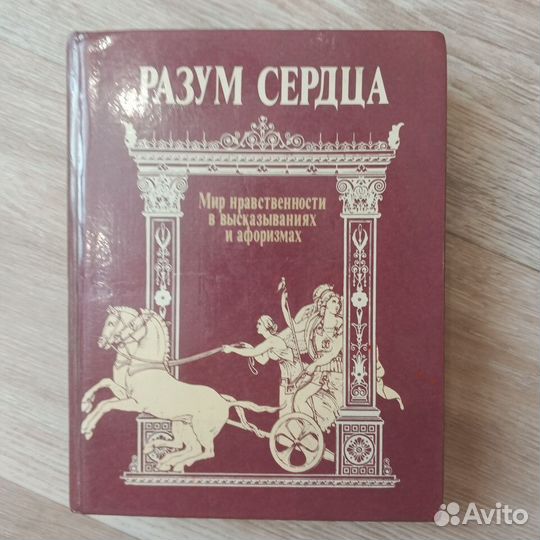 РАЗУМ СЕРДЦА
Мир нравственности
в высказываниях
и афоризмах
Avito